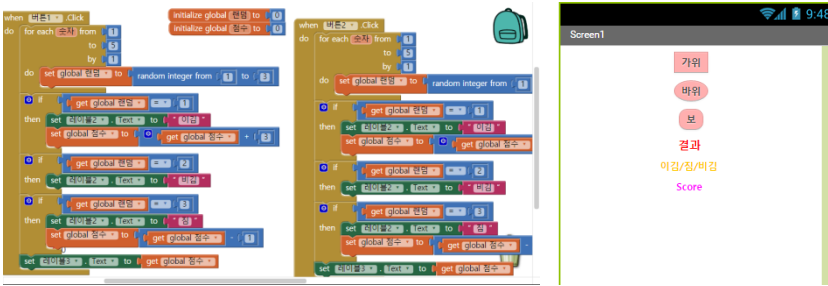 when 버튼1 .Click
do for each 숫자 from 1
to 5
by 1
do set global 랜덤 to random integer from 1 to 3
if get global 랜덤 = 1
then set 레이블2 . Text to " 이김 "
set global 점수 to get global 점수 + 3
if get global 랜덤 = 2
then set 레이블2 . Text to " 비김 "
if get global 랜덤 = 3
then set 레이블2 . Text to " 짐 "
set global 점수 to get global 점수 - 1
set 레이블3 . Text to get global 점수
initialize global 랜덤 to 0
initialize global 점수 to 0
when 버튼2 .Click
do for each 숫자 from 1
to 5
by 1
do set global 랜덤 to random integer from 1
if get global 랜덤 = 1
then set 레이블2 . Text to " 이김 "
set global 점수 to get global 점수
if get global 랜덤 = 2
then set 레이블2 . Text to " 비김 "
if get global 랜덤 = 3
then set 레이블2 . Text to " 짐 "
set global 점수 to get global 점수 -
set 레이블3 . Text to get global 점수
9:48
Screen1
가위
바위
보
결과
이김/짐/비김
Score